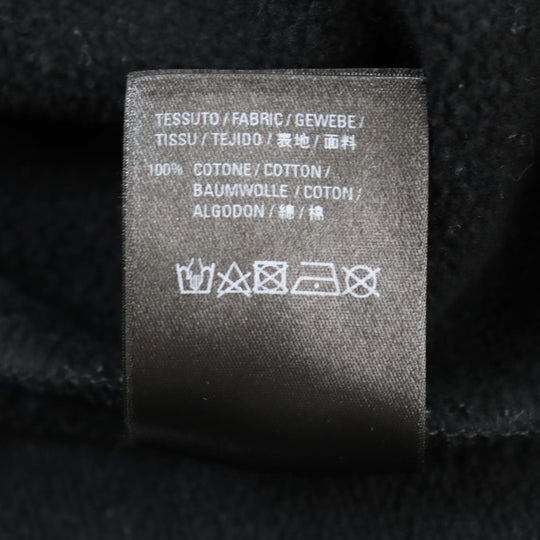 TESSUTO / FABRIC / GEWEBE /
TISSU / TEJIDO / 表地 / 面料
100% COTONE / COTTON /
BAUMWOLLE / COTON /
ALGODON / 綿 / 棉